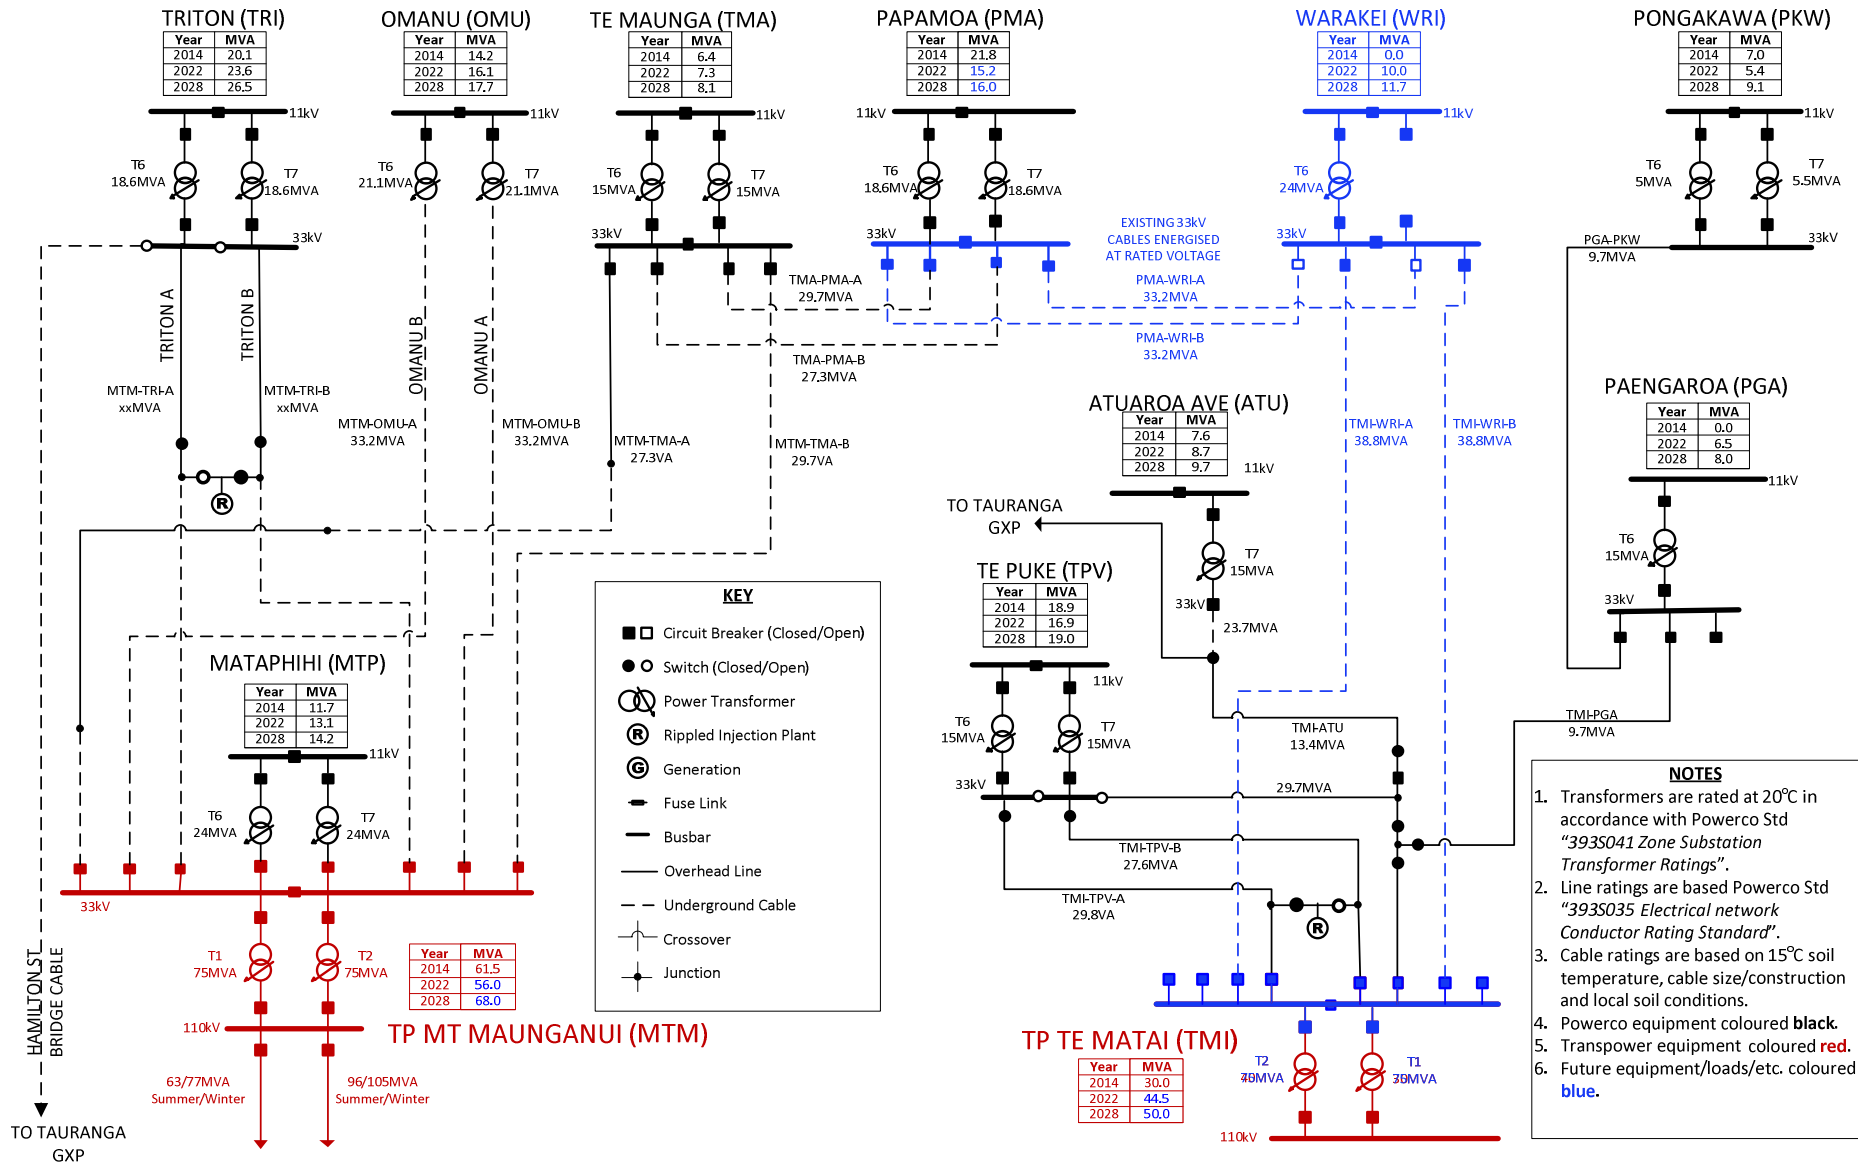 TRITON (TRI)
Year MVA
2014 20.1
2022 23.6
2028 26.5
11kV
T6
18.6MVA
T7
18.6MVA
33kV
TRITON A
TRITON B
MTM-TRI-A
xxMVA
MTM-TRI-B
xxMVA
R
OMANU (OMU)
Year MVA
2014 14.2
2022 16.1
2028 17.7
11kV
T6
21.1MVA
T7
21.1MVA
OMANU B
OMANU A
MTM-OMU-A
33.2MVA
MTM-OMU-B
33.2MVA
TE MAUNGA (TMA)
Year MVA
2014 6.4
2022 7.3
2028 8.1
11kV
T6
15MVA
T7
15MVA
33kV
MTM-TMA-A
27.3VA
MTM-TMA-B
29.7VA
TMA-PMA-A
29.7MVA
TMA-PMA-B
27.3MVA
PAPAMOA (PMA)
Year MVA
2014 21.8
2022 15.2
2028 16.0
11kV
T6
18.6MVA
T7
18.6MVA
33kV
EXISTING 33kV
CABLES ENERGISED
AT RATED VOLTAGE
PMA-WRI-A
33.2MVA
PMA-WRI-B
33.2MVA
WARAKEI (WRI)
Year MVA
2014 0.0
2022 10.0
2028 11.7
11kV
T6
24MVA
33kV
TMI-WRI-A
38.8MVA
TMI-WRI-B
38.8MVA
PONGAKAWA (PKW)
Year MVA
2014 7.0
2022 5.4
2028 9.1
11kV
T6
5MVA
T7
5.5MVA
33kV
PGA-PKW
9.7MVA
PAENGAROA (PGA)
Year MVA
2014 0.0
2022 6.5
2028 8.0
11kV
T6
15MVA
33kV
TMI-PGA
9.7MVA
ATUAROA AVE (ATU)
Year MVA
2014 7.6
2022 8.7
2028 9.7
11kV
TO TAURANGA
GXP
T7
15MVA
33kV
23.7MVA
TMI-ATU
13.4MVA
TE PUKE (TPV)
Year MVA
2014 18.9
2022 16.9
2028 19.0
11kV
T6
15MVA
T7
15MVA
33kV
29.7MVA
TMI-TPV-B
27.6MVA
TMI-TPV-A
29.8VA
R
KEY
Circuit Breaker (Closed/Open)
Switch (Closed/Open)
Power Transformer
R Rippled Injection Plant
G Generation
Fuse Link
Busbar
Overhead Line
Underground Cable
Crossover
Junction
MATAPHIHI (MTP)
Year MVA
2014 11.7
2022 13.1
2028 14.2
11kV
T6
24MVA
T7
24MVA
33kV
T1
75MVA
T2
75MVA
Year MVA
2014 61.5
2022 56.0
2028 68.0
110kV
TP MT MAUNGANUI (MTM)
63/77MVA
Summer/Winter
96/105MVA
Summer/Winter
HAMILTON ST
BRIDGE CABLE
TO TAURANGA
GXP
TP TE MATAI (TMI)
Year MVA
2014 30.0
2022 44.5
2028 50.0
T2
T1
110kV
NOTES
1. Transformers are rated at 20°C in
accordance with Powerco Std
"393S041 Zone Substation
Transformer Ratings".
2. Line ratings are based Powerco Std
"393S035 Electrical network
Conductor Rating Standard".
3. Cable ratings are based on 15°C soil
temperature, cable size/construction
and local soil conditions.
4. Powerco equipment coloured black.
5. Transpower equipment coloured red.
6. Future equipment/loads/etc. coloured
blue.